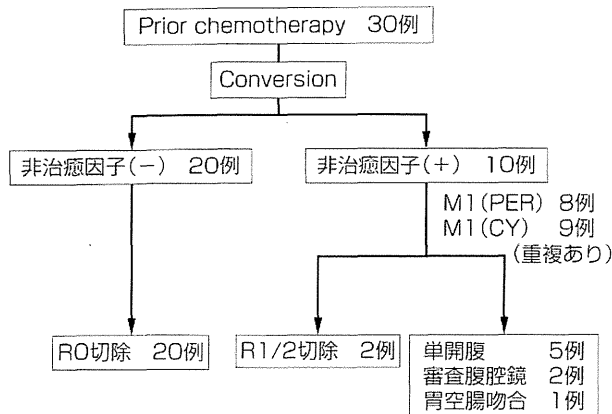 Prior chemotherapy 30例
Conversion
非治癒因子(−) 20例
非治癒因子(+) 10例
M1(PER) 8例
M1(CY) 9例
(重複あり)
R0切除 20例
R1/2切除 2例
単開腹 5例
審査腹腔鏡 2例
胃空腸吻合 1例